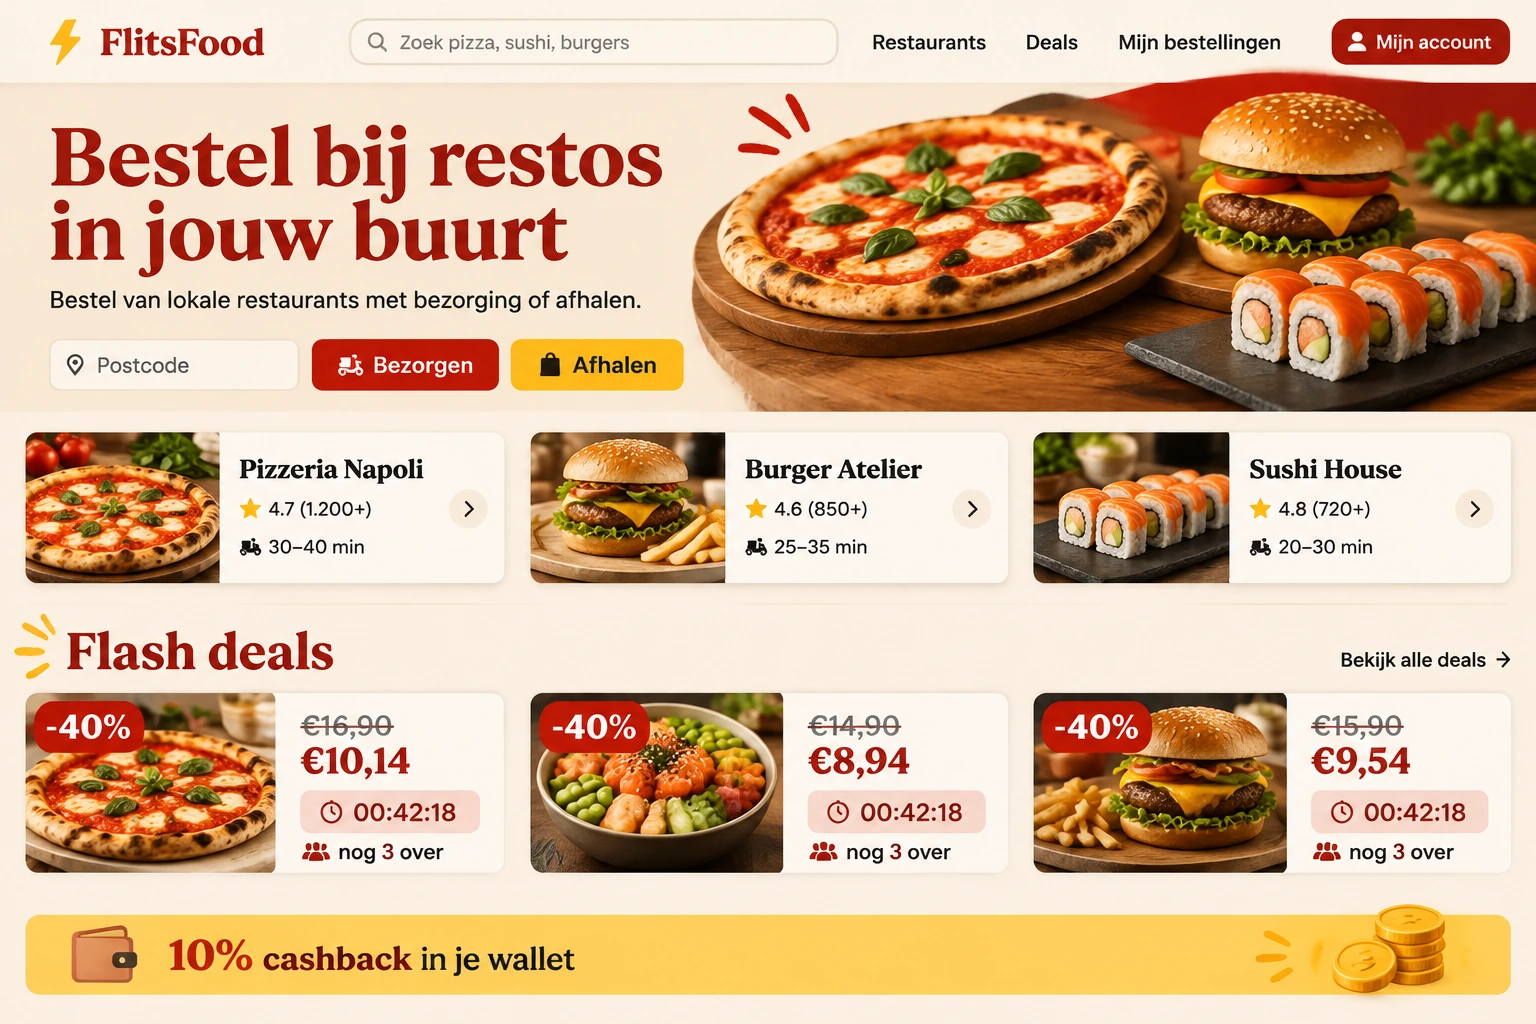 FlitsFood
Zoek pizza, sushi, burgers
Restaurants
Deals
Mijn bestellingen
Mijn account
Bestel bij restos
in jouw buurt
Bestel van lokale restaurants met bezorging of afhalen.
Postcode
Bezorgen
Afhalen
Pizzeria Napoli
4.7 (1.200+)
30–40 min
Burger Atelier
4.6 (850+)
25–35 min
Sushi House
4.8 (720+)
20–30 min
Flash deals
Bekijk alle deals
-40%
€16,90
€10,14
00:42:18
nog 3 over
-40%
€14,90
€8,94
00:42:18
nog 3 over
-40%
€15,90
€9,54
00:42:18
nog 3 over
10% cashback in je wallet